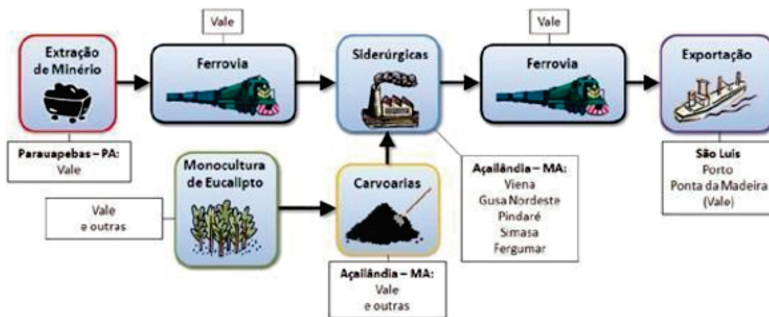 Vale
Vale
Extração
de Minério
Ferrovia
Siderúrgicas
Ferrovia
Exportação
Parauapebas – PA:
Vale
Monocultura
de Eucalipto
Carvoarias
Açailândia – MA:
Viena
Gusa Nordeste
Pindaré
Simasa
Fergumar
São Luis
Porto
Ponta da Madeira
(Vale)
Vale
e outras
Açailândia – MA:
Vale
e outras